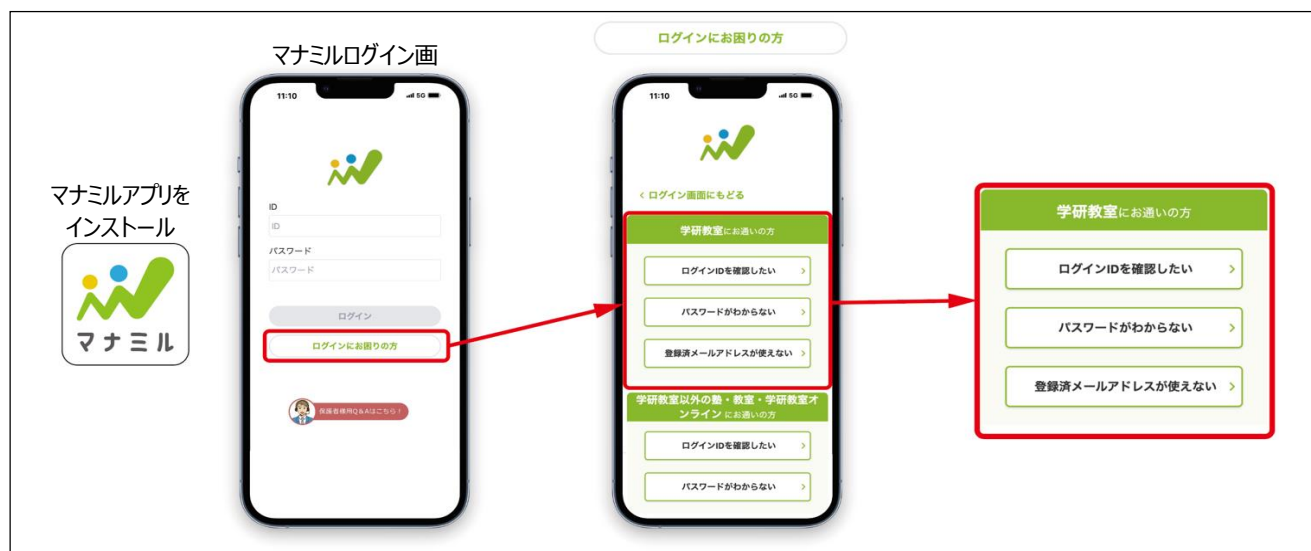 マナミルアプリを
インストール
マナミル
マナミルログイン画
11:10
5G
ID
ID
パスワード
パスワード
ログイン
ログインにお困りの方
保護者様用Q&Aはこちら!
ログインにお困りの方
11:10
5G
< ログイン画面にもどる
学研教室にお通いの方
ログインIDを確認したい >
パスワードがわからない >
登録済メールアドレスが使えない >
学研教室以外の塾・教室・学研教室オ
ンライン にお通いの方
ログインIDを確認したい >
パスワードがわからない >
学研教室にお通いの方
ログインIDを確認したい >
パスワードがわからない >
登録済メールアドレスが使えない >